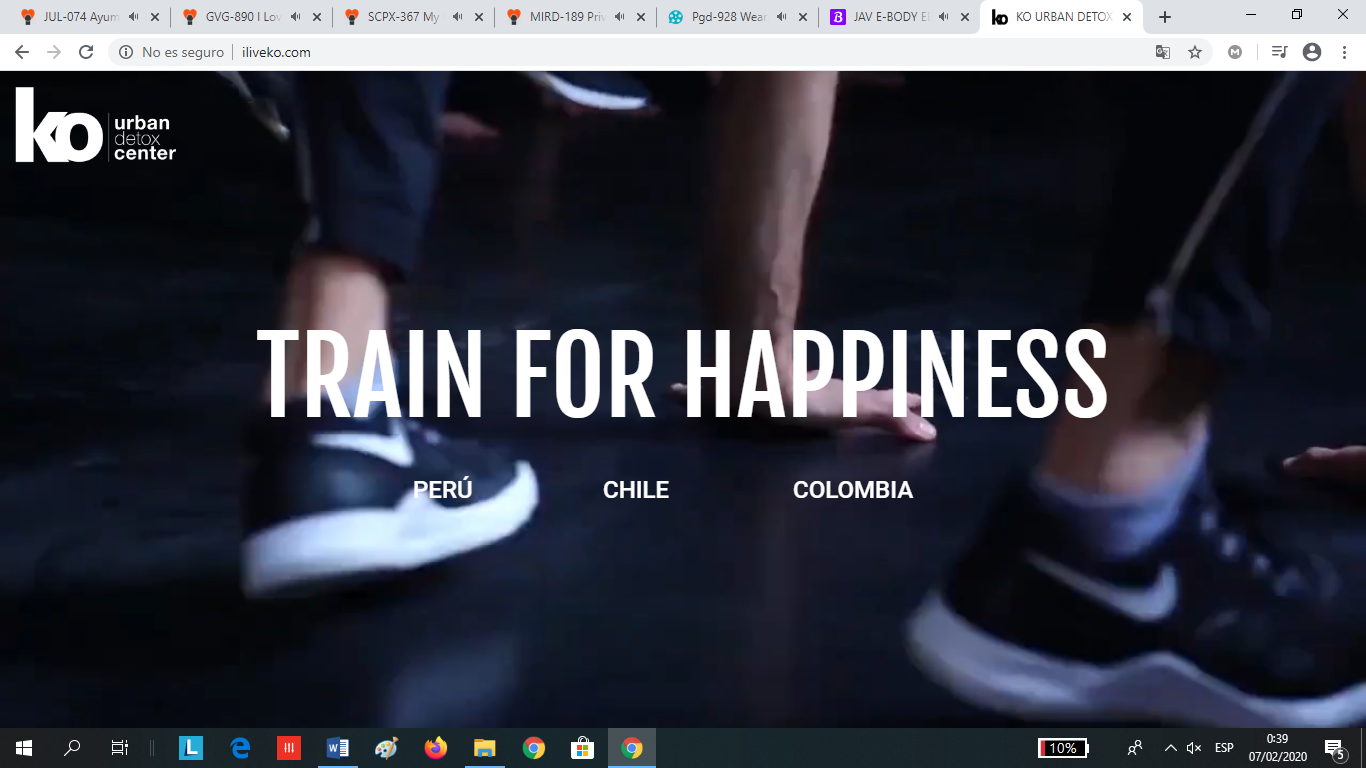 JUL-074 Ayum
GVG-890 I Lov
SCPX-367 My
MIRD-189 Priv
Pgd-928 Wear
JAV E-BODY E
KO URBAN DETOX
No es seguro
iliveko.com
ko urban
detox
center
TRAIN FOR HAPPINESS
PERÚ
CHILE
COLOMBIA
10%
ESP
0:39
07/02/2020
5